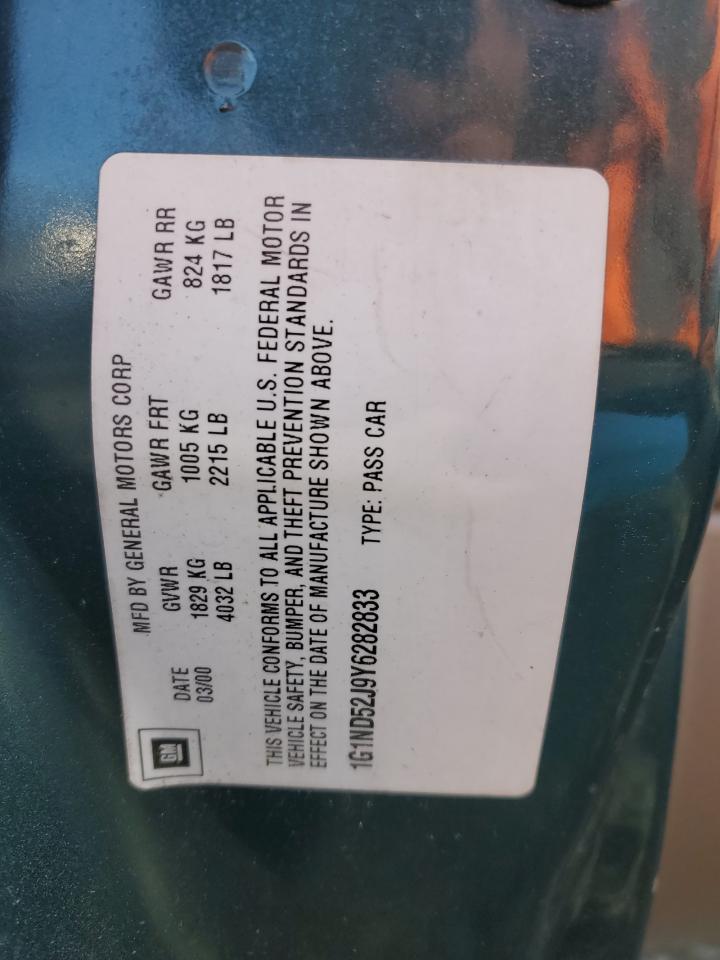 GM
MFD BY GENERAL MOTORS CORP
DATE GVWR GAWR FRT GAWR RR
03/00 1829 KG 1005 KG 824 KG
4032 LB 2215 LB 1817 LB
THIS VEHICLE CONFORMS TO ALL APPLICABLE U.S. FEDERAL MOTOR
VEHICLE SAFETY, BUMPER, AND THEFT PREVENTION STANDARDS IN
EFFECT ON THE DATE OF MANUFACTURE SHOWN ABOVE.
1G1ND52J9Y6282833 TYPE: PASS CAR